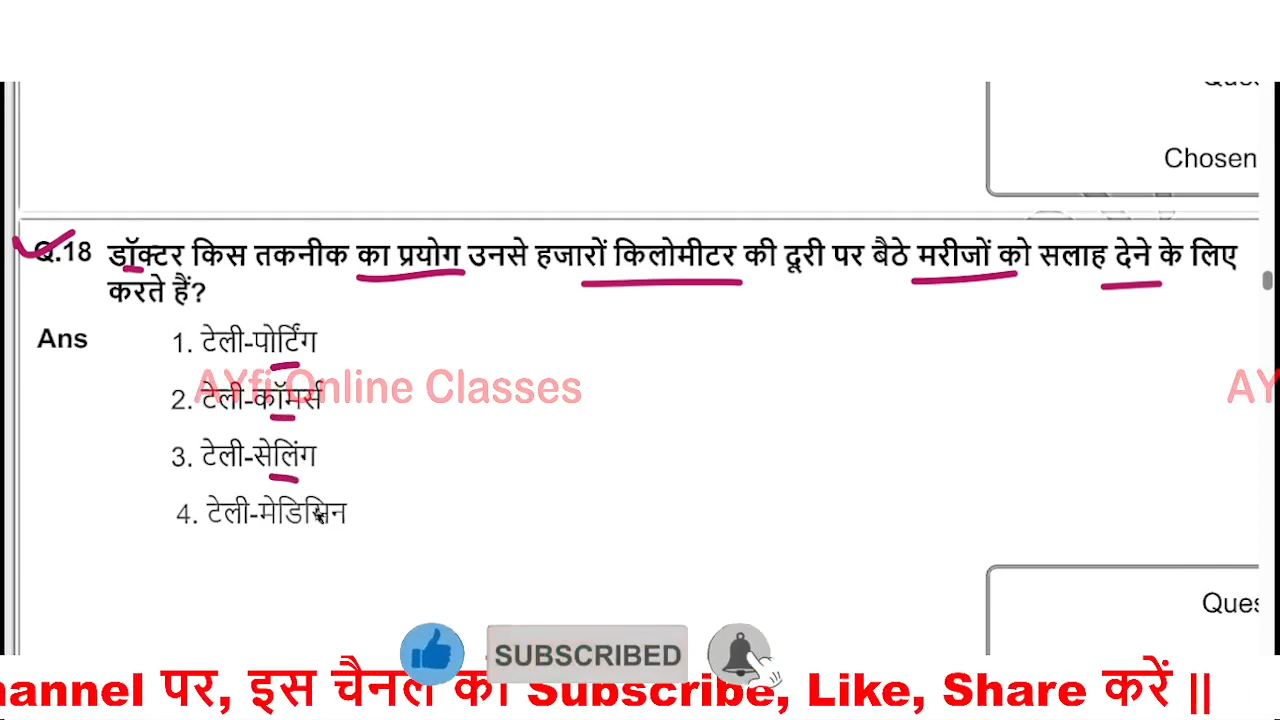 Chosen
Q.18 डॉक्टर किस तकनीक का प्रयोग उनसे हजारों किलोमीटर की दूरी पर बैठे मरीजों को सलाह देने के लिए
करते हैं?
Ans 1. टेली-पोर्टिंग
AYfi Online Classes AY
2. टेली-कॉमर्स
3. टेली-सेलिंग
4. टेली-मेडिसिन
Ques
SUBSCRIBED
hannel पर, इस चैनल को Subscribe, Like, Share करें ||